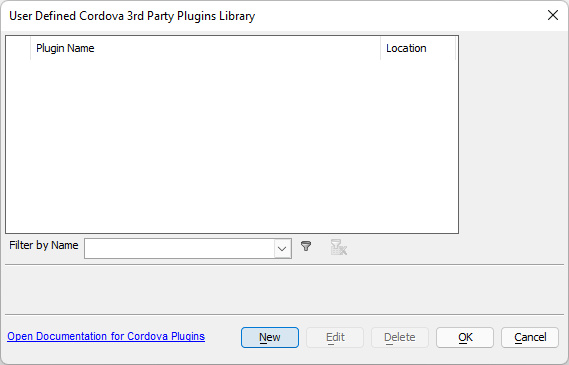 User Defined Cordova 3rd Party Plugins Library
Plugin Name Location
Filter by Name
Open Documentation for Cordova Plugins New Edit Delete OK Cancel